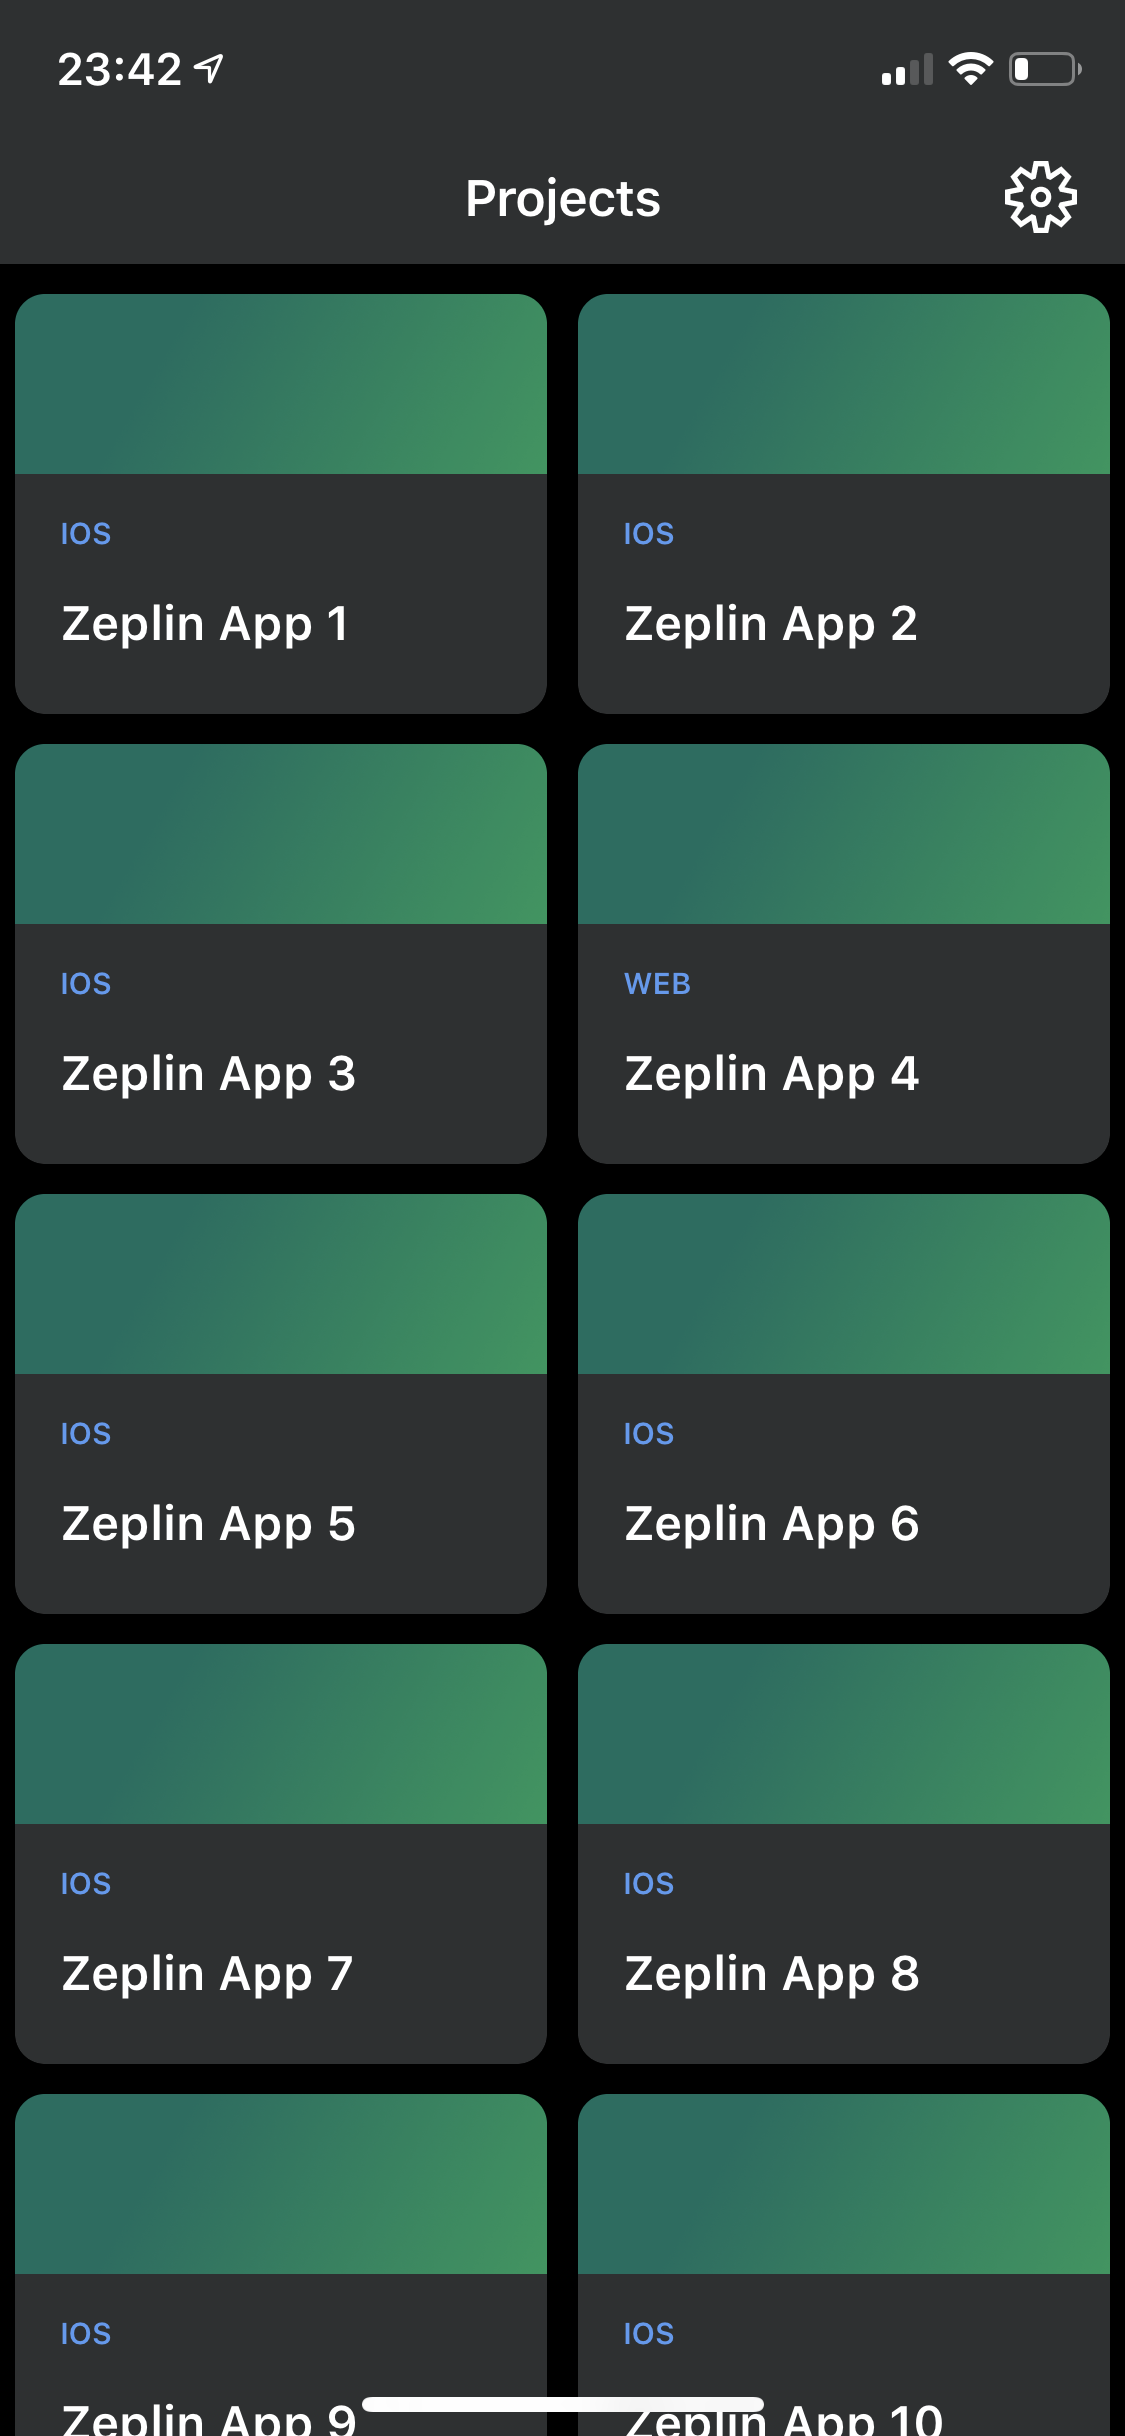 23:42
Projects
IOS
Zeplin App 1
IOS
Zeplin App 2
IOS
Zeplin App 3
WEB
Zeplin App 4
IOS
Zeplin App 5
IOS
Zeplin App 6
IOS
Zeplin App 7
IOS
Zeplin App 8
IOS
Zeplin App 9
IOS
Zeplin App 10